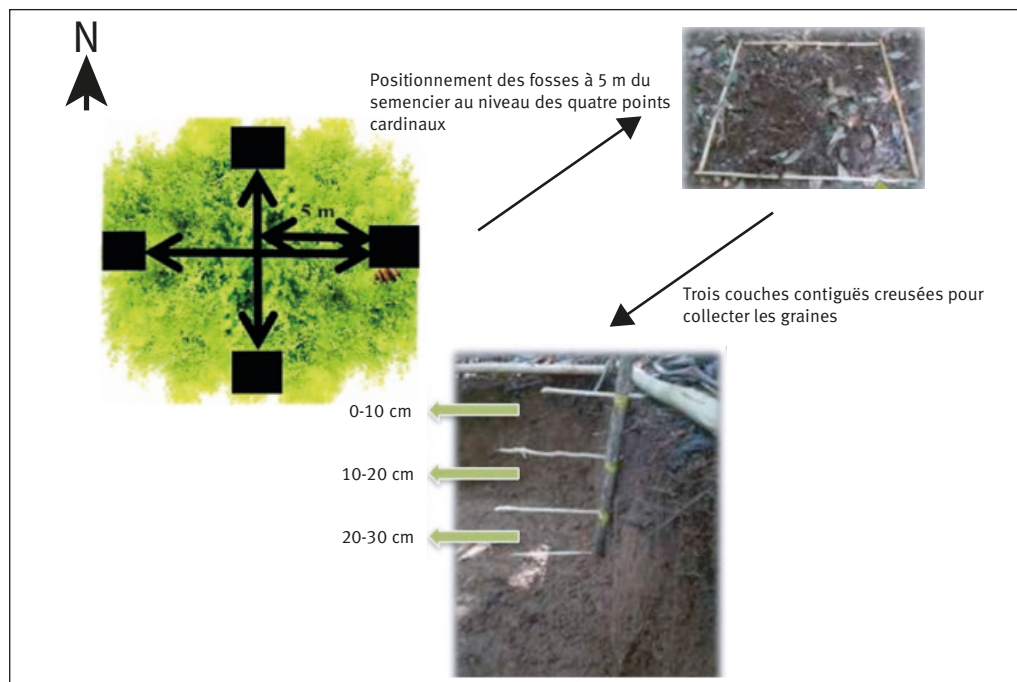 N
Positionnement des fosses à 5 m du
semencier au niveau des quatre points
cardinaux
5 m
Trois couches contiguës creusées pour
collecter les graines
0-10 cm
10-20 cm
20-30 cm